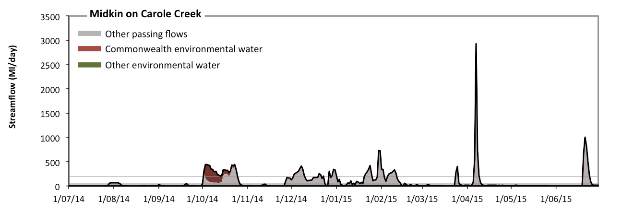 Midkin on Carole Creek
Streamflow (Ml/day)
3500
3000
2500
2000
1500
1000
500
0
Other passing flows
Commonwealth environmental water
Other environmental water
1/07/14 1/08/14 1/09/14 1/10/14 1/11/14 1/12/14 1/01/15 1/02/15 1/03/15 1/04/15 1/05/15 1/06/15